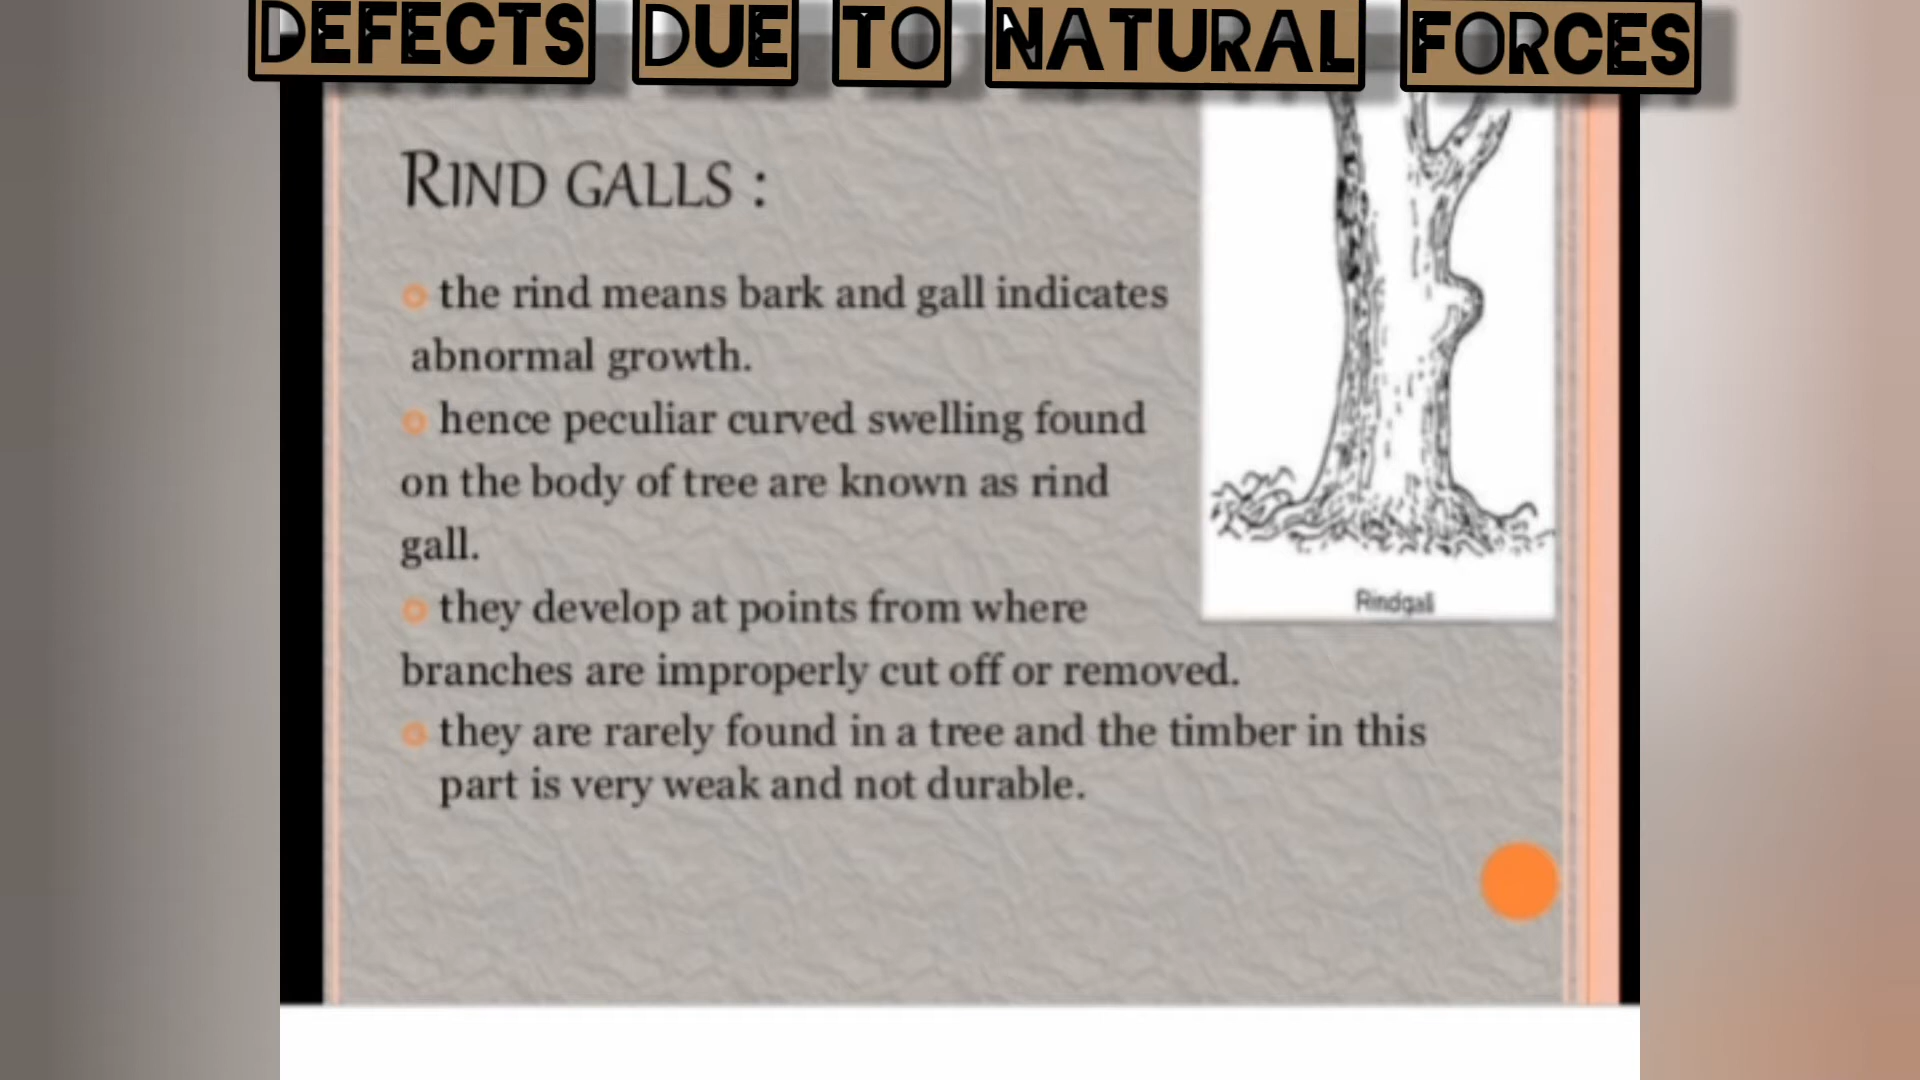 DEFECTS DUE TO NATURAL FORCES
RIND GALLS :
the rind means bark and gall indicates
abnormal growth.
hence peculiar curved swelling found
on the body of tree are known as rind
gall.
they develop at points from where
branches are improperly cut off or removed.
they are rarely found in a tree and the timber in this
part is very weak and not durable.
Rindgall